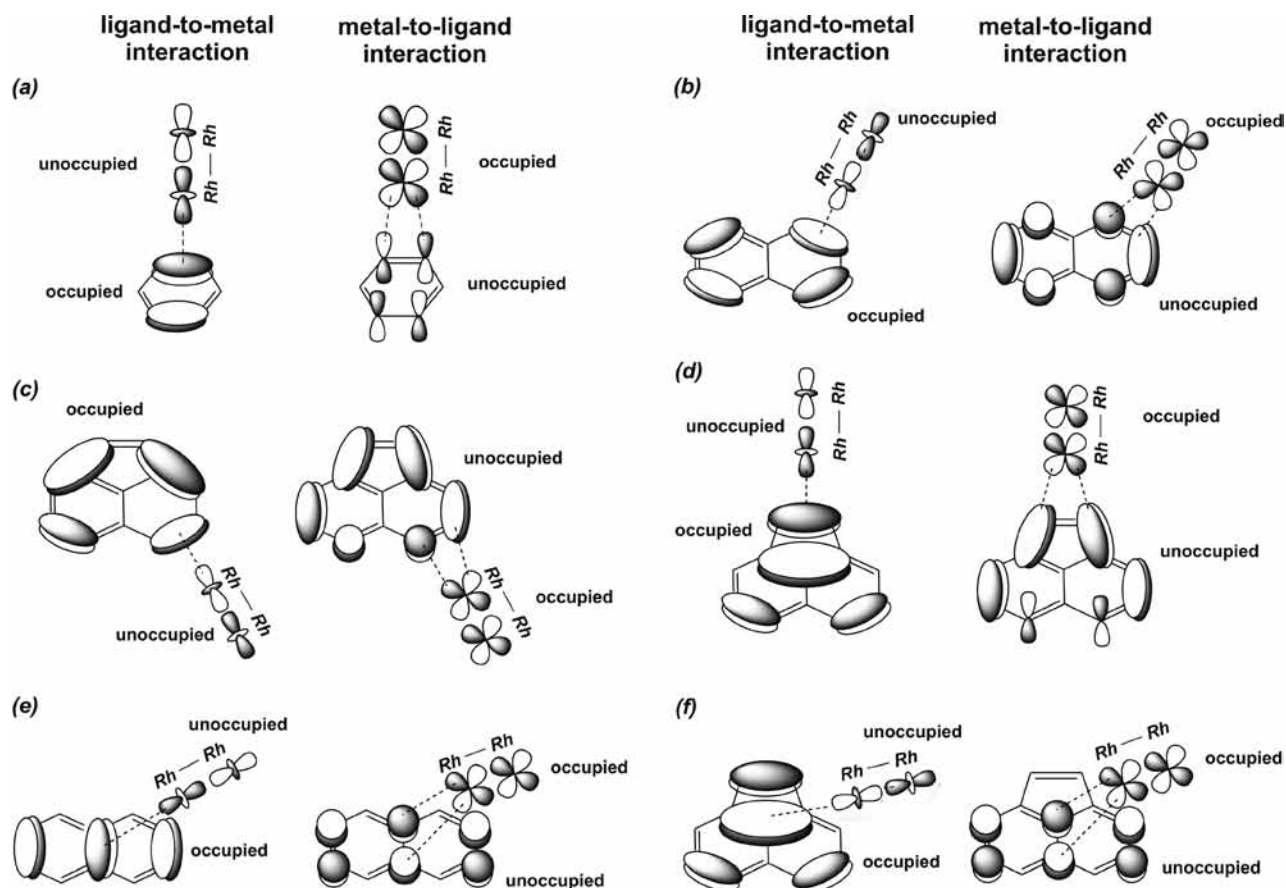 ligand-to-metal
interaction
metal-to-ligand
interaction
ligand-to-metal
interaction
metal-to-ligand
interaction
(a)
unoccupied
Rh — Rh
occupied
Rh — Rh
occupied
unoccupied
(b)
Rh — Rh
unoccupied
occupied
Rh — Rh
occupied
unoccupied
(c)
occupied
Rh — Rh
unoccupied
unoccupied
Rh — Rh
occupied
(d)
unoccupied
Rh — Rh
occupied
Rh — Rh
occupied
unoccupied
(e)
unoccupied
Rh — Rh
occupied
Rh — Rh
occupied
unoccupied
(f)
unoccupied
Rh — Rh
occupied
Rh — Rh
occupied
unoccupied